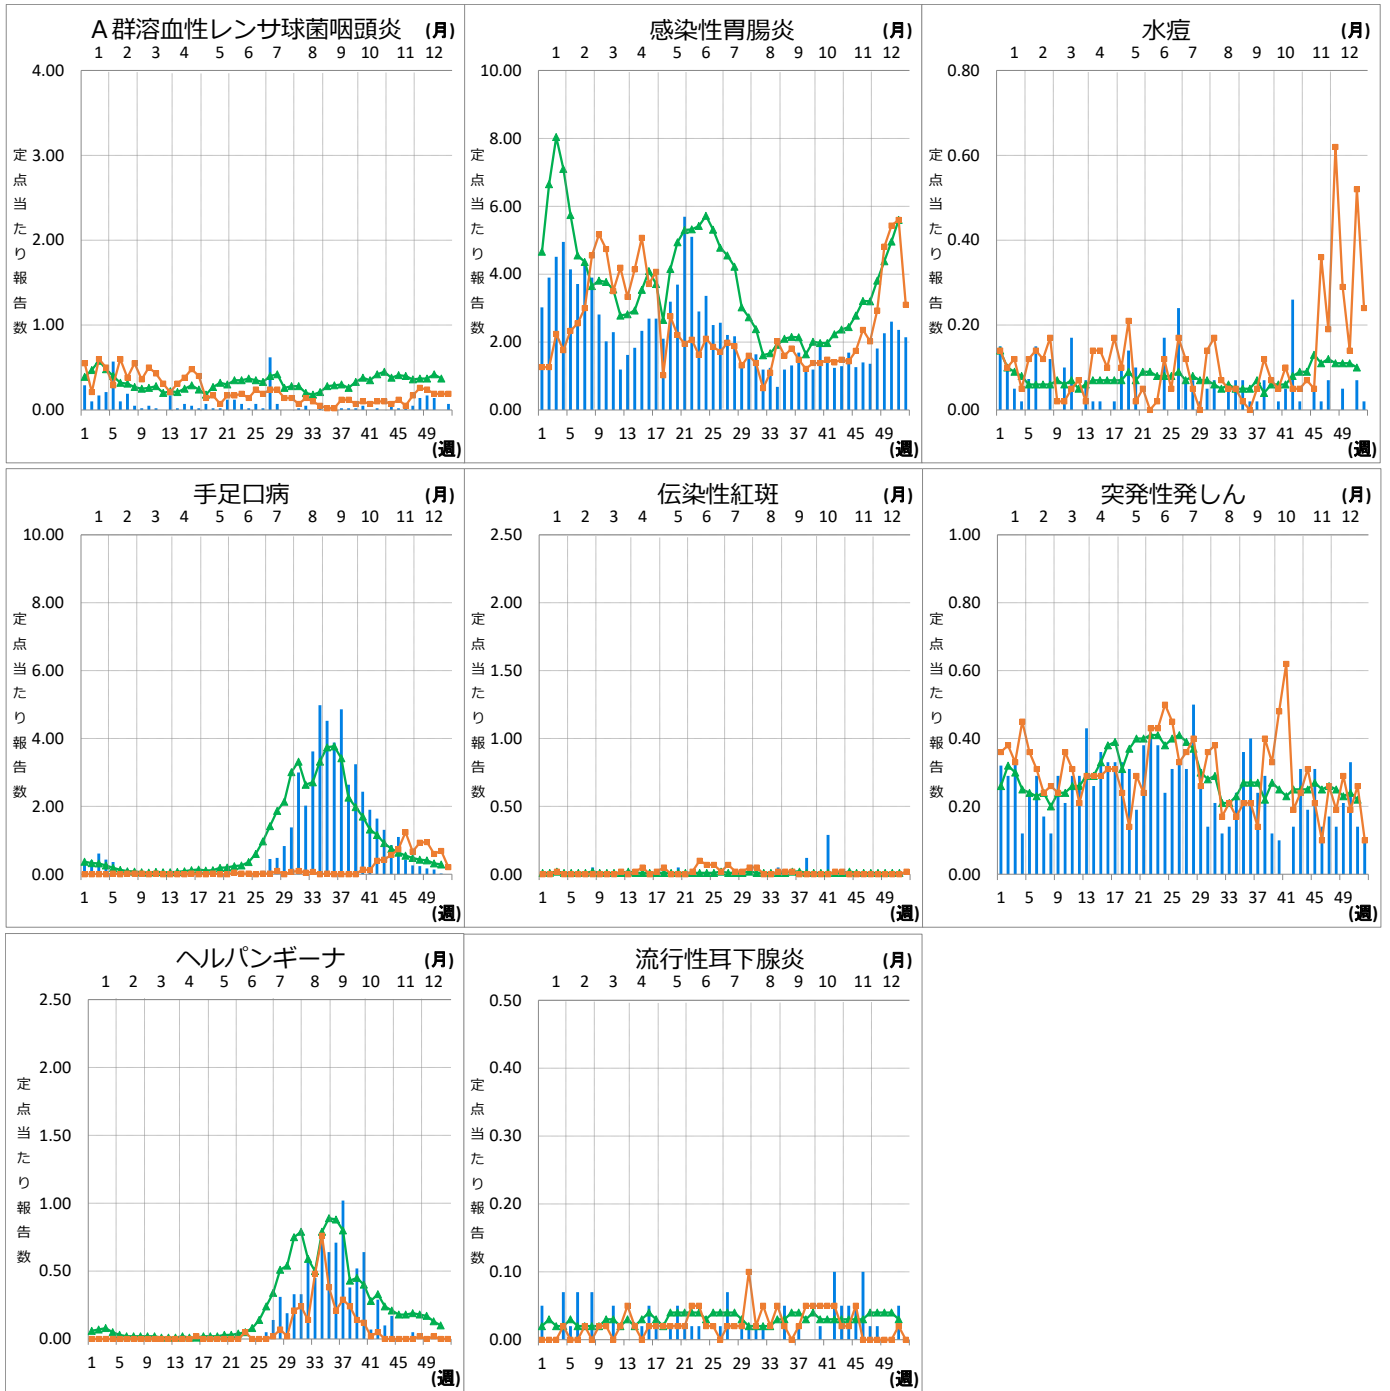 A群溶血性レンサ球菌咽頭炎 (月)
1 2 3 4 5 6 7 8 9 10 11 12
定点当たり報告数
4.00
3.00
2.00
1.00
0.00
1 5 9 13 17 21 25 29 33 37 41 45 49
(週)
感染性胃腸炎 (月)
1 2 3 4 5 6 7 8 9 10 11 12
定点当たり報告数
10.00
8.00
6.00
4.00
2.00
0.00
1 5 9 13 17 21 25 29 33 37 41 45 49
(週)
水痘 (月)
1 2 3 4 5 6 7 8 9 10 11 12
定点当たり報告数
0.80
0.60
0.40
0.20
0.00
1 5 9 13 17 21 25 29 33 37 41 45 49
(週)
手足口病 (月)
1 2 3 4 5 6 7 8 9 10 11 12
定点当たり報告数
10.00
8.00
6.00
4.00
2.00
0.00
1 5 9 13 17 21 25 29 33 37 41 45 49
(週)
伝染性紅斑 (月)
1 2 3 4 5 6 7 8 9 10 11 12
定点当たり報告数
2.50
2.00
1.50
1.00
0.50
0.00
1 5 9 13 17 21 25 29 33 37 41 45 49
(週)
突発性発しん (月)
1 2 3 4 5 6 7 8 9 10 11 12
定点当たり報告数
1.00
0.80
0.60
0.40
0.20
0.00
1 5 9 13 17 21 25 29 33 37 41 45 49
(週)
ヘルパンギーナ (月)
1 2 3 4 5 6 7 8 9 10 11 12
定点当たり報告数
2.50
2.00
1.50
1.00
0.50
0.00
1 5 9 13 17 21 25 29 33 37 41 45 49
(週)
流行性耳下腺炎 (月)
1 2 3 4 5 6 7 8 9 10 11 12
定点当たり報告数
0.50
0.40
0.30
0.20
0.10
0.00
1 5 9 13 17 21 25 29 33 37 41 45 49
(週)